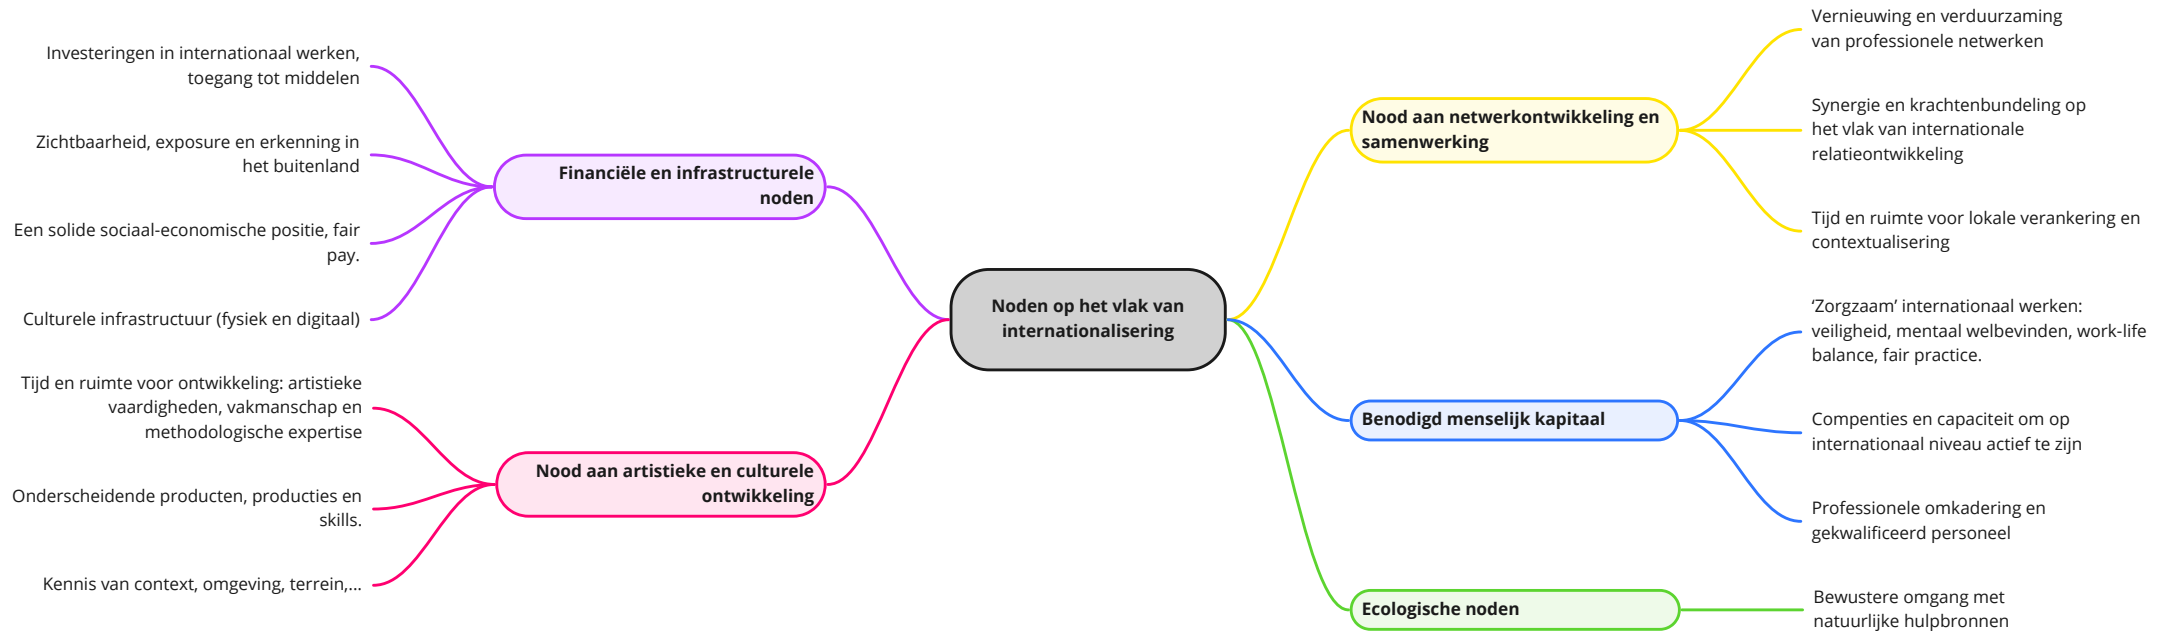 Investeringen in internationaal werken,
toegang tot middelen
Zichtbaarheid, exposure en erkenning in
het buitenland
Een solide sociaal-economische positie, fair
pay.
Culturele infrastructuur (fysiek en digitaal)
Financiële en infrastructurele
noden
Tijd en ruimte voor ontwikkeling: artistieke
vaardigheden, vakmanschap en
methodologische expertise
Onderscheidende producten, producties en
skills.
Kennis van context, omgeving, terrein,...
Nood aan artistieke en culturele
ontwikkeling
Noden op het vlak van
internationalisering
Nood aan netwerkontwikkeling en
samenwerking
Vernieuwing en verduurzaming
van professionele netwerken
Synergie en krachtenbundeling op
het vlak van internationale
relatieontwikkeling
Tijd en ruimte voor lokale verankering en
contextualisering
Benodigd menselijk kapitaal
‘Zorgzaam’ internationaal werken:
veiligheid, mentaal welbevinden, work-life
balance, fair practice.
Compenties en capaciteit om op
internationaal niveau actief te zijn
Professionele omkadering en
gekwalificeerd personeel
Ecologische noden
Bewustere omgang met
natuurlijke hulpbronnen